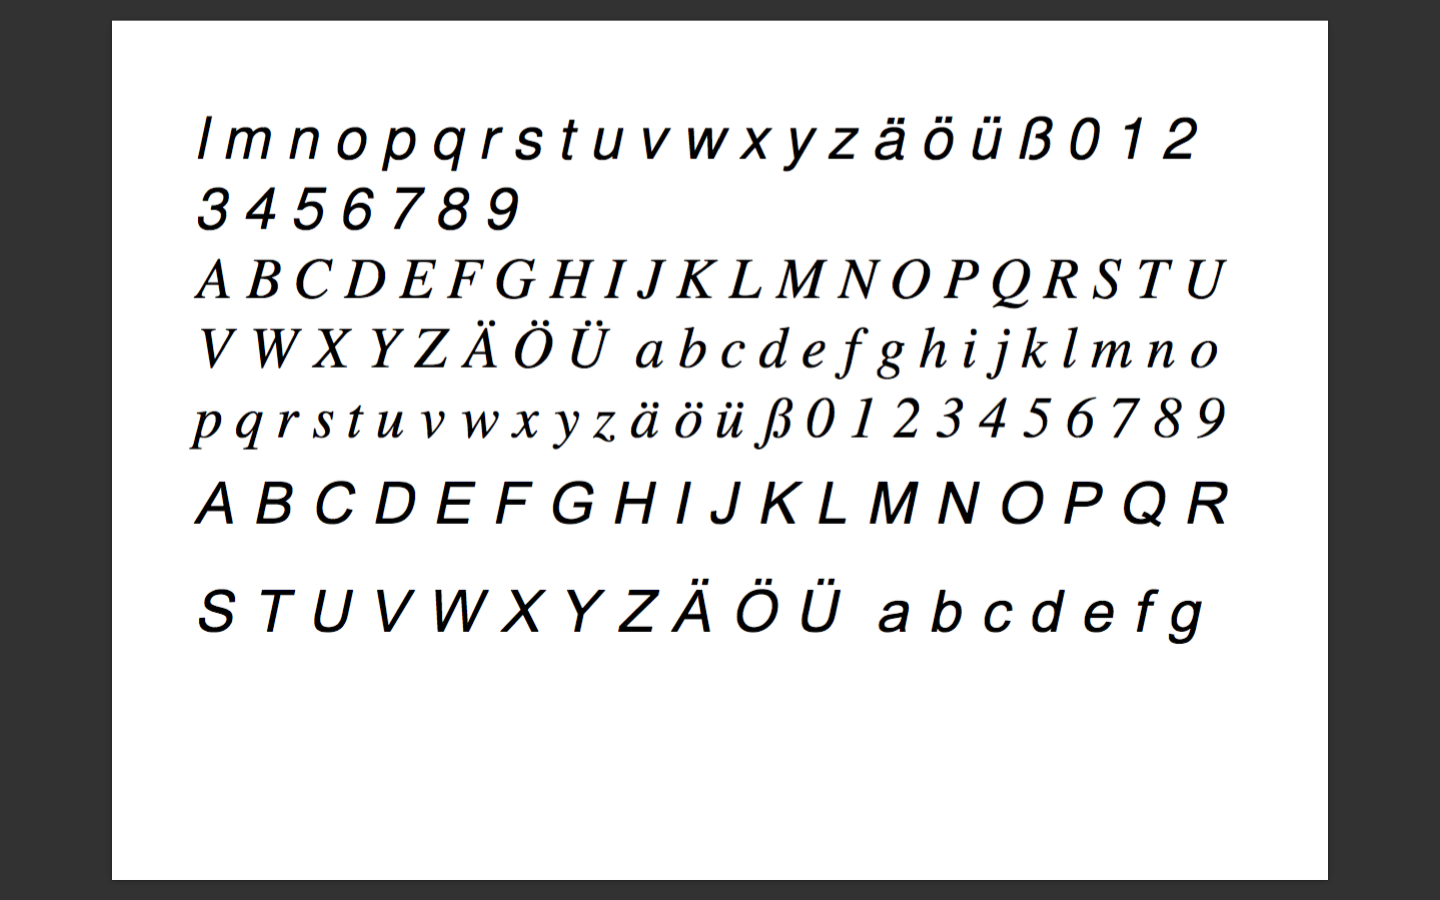 l m n o p q r s t u v w x y z ä ö ü ß 0 1 2
3 4 5 6 7 8 9
A B C D E F G H I J K L M N O P Q R S T U
V W X Y Z Ä Ö Ü a b c d e f g h i j k l m n o
p q r s t u v w x y z ä ö ü ß 0 1 2 3 4 5 6 7 8 9
A B C D E F G H I J K L M N O P Q R
S T U V W X Y Z Ä Ö Ü a b c d e f g